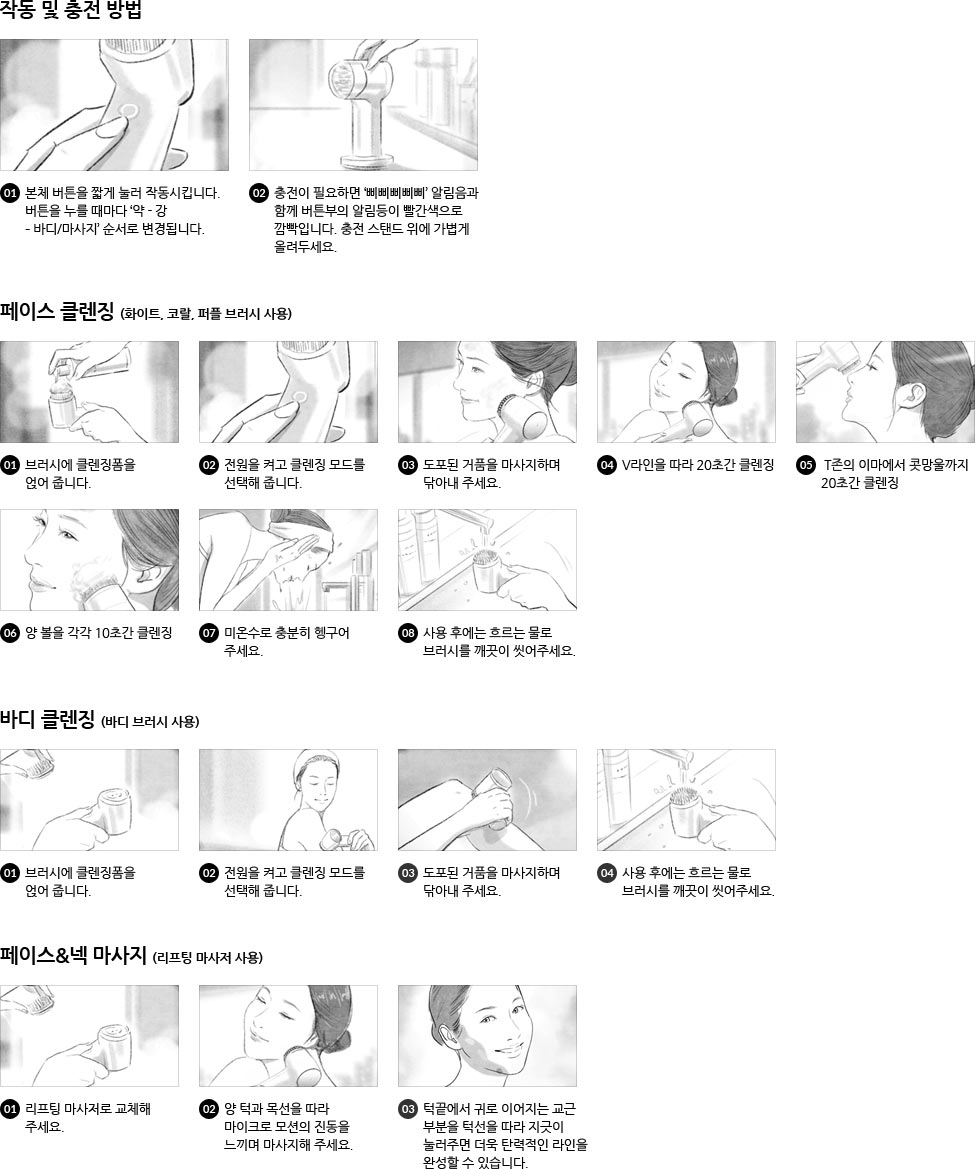 작동 및 충전 방법
01 본체 버튼을 짧게 눌러 작동시킵니다.
버튼을 누를 때마다 '약 - 강
- 바디/마사지' 순서로 변경됩니다.
02 충전이 필요하면 '삐삐삐삐삐' 알림음과
함께 버튼부의 알림등이 빨간색으로
깜빡입니다. 충전 스탠드 위에 가볍게
올려두세요.
페이스 클렌징 (화이트, 코랄, 퍼플 브러시 사용)
01 브러시에 클렌징폼을
얹어 줍니다.
02 전원을 켜고 클렌징 모드를
선택해 줍니다.
03 도포된 거품을 마사지하며
닦아내 주세요.
04 V라인을 따라 20초간 클렌징
05 T존의 이마에서 콧망울까지
20초간 클렌징
06 양 볼을 각각 10초간 클렌징
07 미온수로 충분히 헹구어
주세요.
08 사용 후에는 흐르는 물로
브러시를 깨끗이 씻어주세요.
바디 클렌징 (바디 브러시 사용)
01 브러시에 클렌징폼을
얹어 줍니다.
02 전원을 켜고 클렌징 모드를
선택해 줍니다.
03 도포된 거품을 마사지하며
닦아내 주세요.
04 사용 후에는 흐르는 물로
브러시를 깨끗이 씻어주세요.
페이스&넥 마사지 (리프팅 마사저 사용)
01 리프팅 마사저로 교체해
주세요.
02 양 턱과 목선을 따라
마이크로 모션의 진동을
느끼며 마사지해 주세요.
03 턱끝에서 귀로 이어지는 교근
부분을 턱선을 따라 지긋이
눌러주면 더욱 탄력적인 라인을
완성할 수 있습니다.